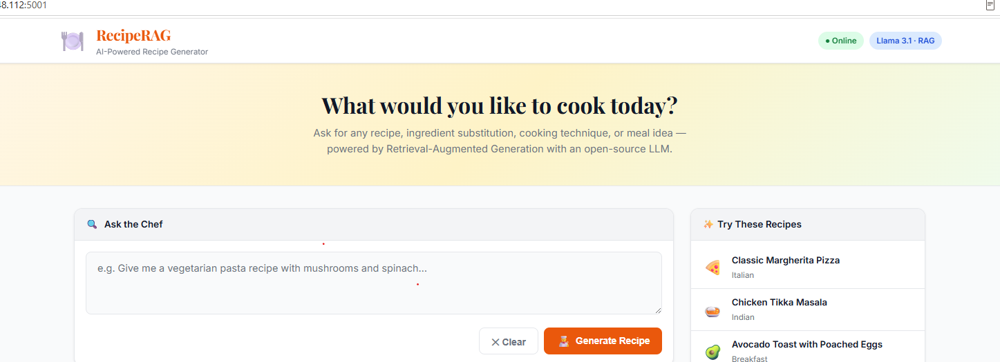 8.112:5001
RecipeRAG
AI-Powered Recipe Generator
● Online
Llama 3.1 · RAG
What would you like to cook today?
Ask for any recipe, ingredient substitution, cooking technique, or meal idea —
powered by Retrieval-Augmented Generation with an open-source LLM.
Ask the Chef
e.g. Give me a vegetarian pasta recipe with mushrooms and spinach...
✕ Clear
Generate Recipe
Try These Recipes
Classic Margherita Pizza
Italian
Chicken Tikka Masala
Indian
Avocado Toast with Poached Eggs
Breakfast